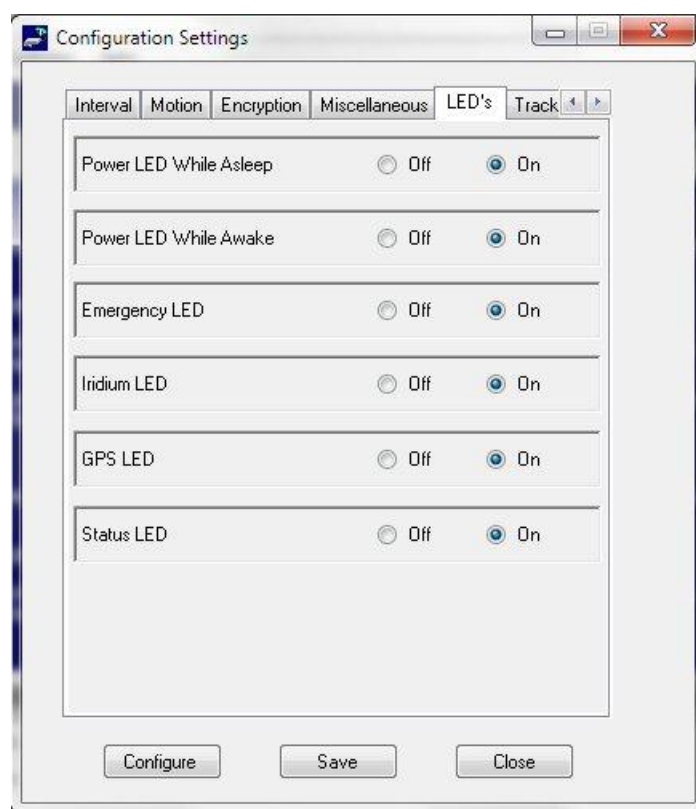 Configuration Settings
Interval Motion Encryption Miscellaneous LED's Track
Power LED While Asleep Off On
Power LED While Awake Off On
Emergency LED Off On
Iridium LED Off On
GPS LED Off On
Status LED Off On
Configure Save Close